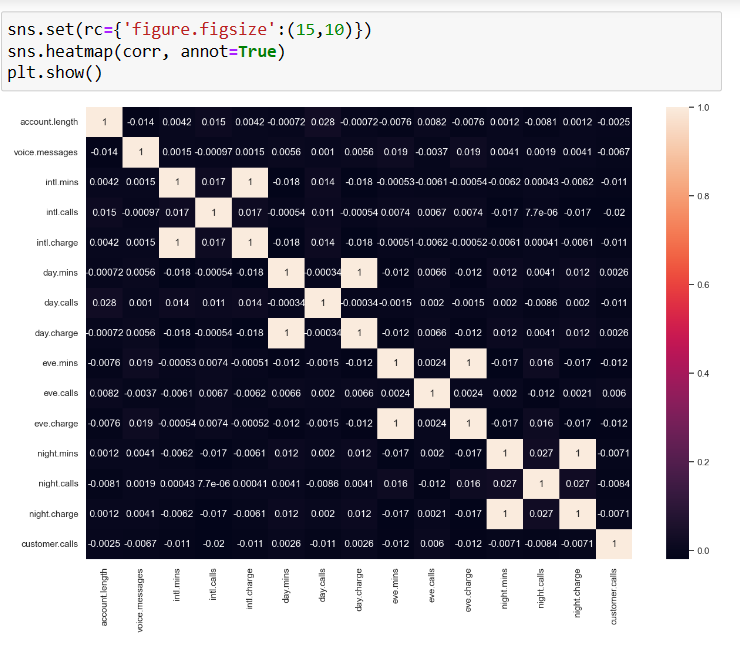 sns.set(rc={'figure.figsize':(15,10)})
sns.heatmap(corr, annot=True)
plt.show()
account.length 1 -0.014 0.0042 0.015 0.0042 -0.00072 0.028 -0.00072 -0.0076 0.0082 -0.0076 0.0012 -0.0081 0.0012 -0.0025
voice.messages -0.014 1 0.0015 -0.00097 0.0015 0.0056 0.001 0.0056 0.019 -0.0037 0.019 0.0041 0.0019 0.0041 -0.0067
intl.mins 0.0042 0.0015 1 0.017 1 -0.018 0.014 -0.018 -0.00053 -0.0061 -0.00054 -0.0062 0.00043 -0.0062 -0.011
intl.calls 0.015 -0.00097 0.017 1 0.017 -0.00054 0.011 -0.00054 0.0074 0.0067 0.0074 -0.017 7.7e-06 -0.017 -0.02
intl.charge 0.0042 0.0015 1 0.017 1 -0.018 0.014 -0.018 -0.00051 -0.0062 -0.00052 -0.0061 0.00041 -0.0061 -0.011
day.mins -0.00072 0.0056 -0.018 -0.00054 -0.018 1 -0.00034 1 -0.012 0.0066 -0.012 0.012 0.0041 0.012 0.0026
day.calls 0.028 0.001 0.014 0.011 0.014 -0.00034 1 -0.00034 -0.0015 0.002 -0.0015 0.002 -0.0086 0.002 -0.011
day.charge -0.00072 0.0056 -0.018 -0.00054 -0.018 1 -0.00034 1 -0.012 0.0066 -0.012 0.012 0.0041 0.012 0.0026
eve.mins -0.0076 0.019 -0.00053 0.0074 -0.00051 -0.012 -0.0015 -0.012 1 0.0024 1 -0.017 0.016 -0.017 -0.012
eve.calls 0.0082 -0.0037 -0.0061 0.0067 -0.0062 0.0066 0.002 0.0066 0.0024 1 0.0024 0.002 -0.012 0.0021 0.006
eve.charge -0.0076 0.019 -0.00054 0.0074 -0.00052 -0.012 -0.0015 -0.012 1 0.0024 1 -0.017 0.016 -0.017 -0.012
night.mins 0.0012 0.0041 -0.0062 -0.017 -0.0061 0.012 0.002 0.012 -0.017 0.002 -0.017 1 0.027 1 -0.0071
night.calls -0.0081 0.0019 0.00043 7.7e-06 0.00041 0.0041 -0.0086 0.0041 0.016 -0.012 0.016 0.027 1 0.027 -0.0084
night.charge 0.0012 0.0041 -0.0062 -0.017 -0.0061 0.012 0.002 0.012 -0.017 0.0021 -0.017 1 0.027 1 -0.0071
customer.calls -0.0025 -0.0067 -0.011 -0.02 -0.011 0.0026 -0.011 0.0026 -0.012 0.006 -0.012 -0.0071 -0.0084 -0.0071 1
account.length voice.messages intl.mins intl.calls intl.charge day.mins day.calls day.charge eve.mins eve.calls eve.charge night.mins night.calls night.charge customer.calls
1.0
0.8
0.6
0.4
0.2
0.0